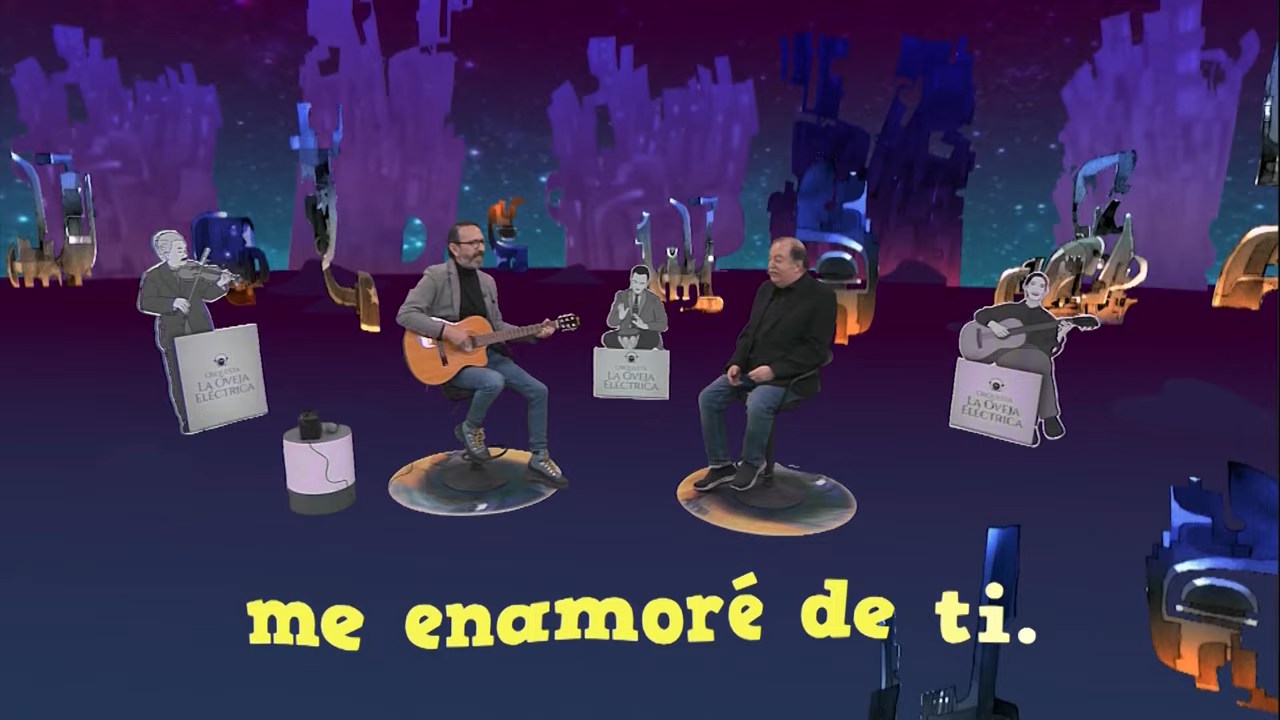 ORQUESTA
LA OVEJA
ELÉCTRICA
ORQUESTA
LA OVEJA
ELÉCTRICA
ORQUESTA
LA OVEJA
ELÉCTRICA
me enamoré de ti.